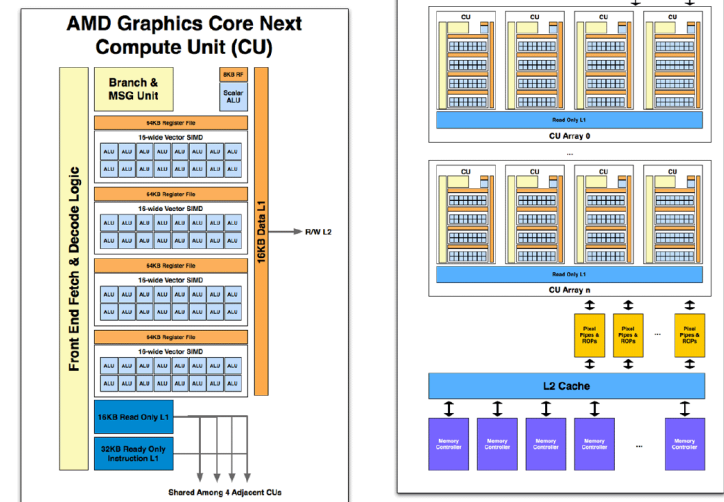 AMD Graphics Core Next
Compute Unit (CU)
Front End Fetch & Decode Logic
Branch &
MSG Unit
8KB RF
Scaler
ALU
64KB Register File
16-wide Vector SIMD
ALU ALU ALU ALU ALU ALU ALU ALU
ALU ALU ALU ALU ALU ALU ALU ALU
64KB Register File
16-wide Vector SIMD
ALU ALU ALU ALU ALU ALU ALU ALU
ALU ALU ALU ALU ALU ALU ALU ALU
64KB Register File
16-wide Vector SIMD
ALU ALU ALU ALU ALU ALU ALU ALU
ALU ALU ALU ALU ALU ALU ALU ALU
64KB Register File
16-wide Vector SIMD
ALU ALU ALU ALU ALU ALU ALU ALU
ALU ALU ALU ALU ALU ALU ALU ALU
16KB Data L1
R/W L2
16KB Read Only L1
32KB Ready Only
Instruction L1
Shared Among 4 Adjacent CUs
CU CU CU CU
Read Only L1
CU Array 0
...
CU CU CU CU
Read Only L1
CU Array n
Pixel
Pipes &
ROPs
Pixel
Pipes &
ROPs
...
Pixel
Pipes &
ROPs
L2 Cache
Memory
Controller
Memory
Controller
Memory
Controller
Memory
Controller
...
Memory
Controller